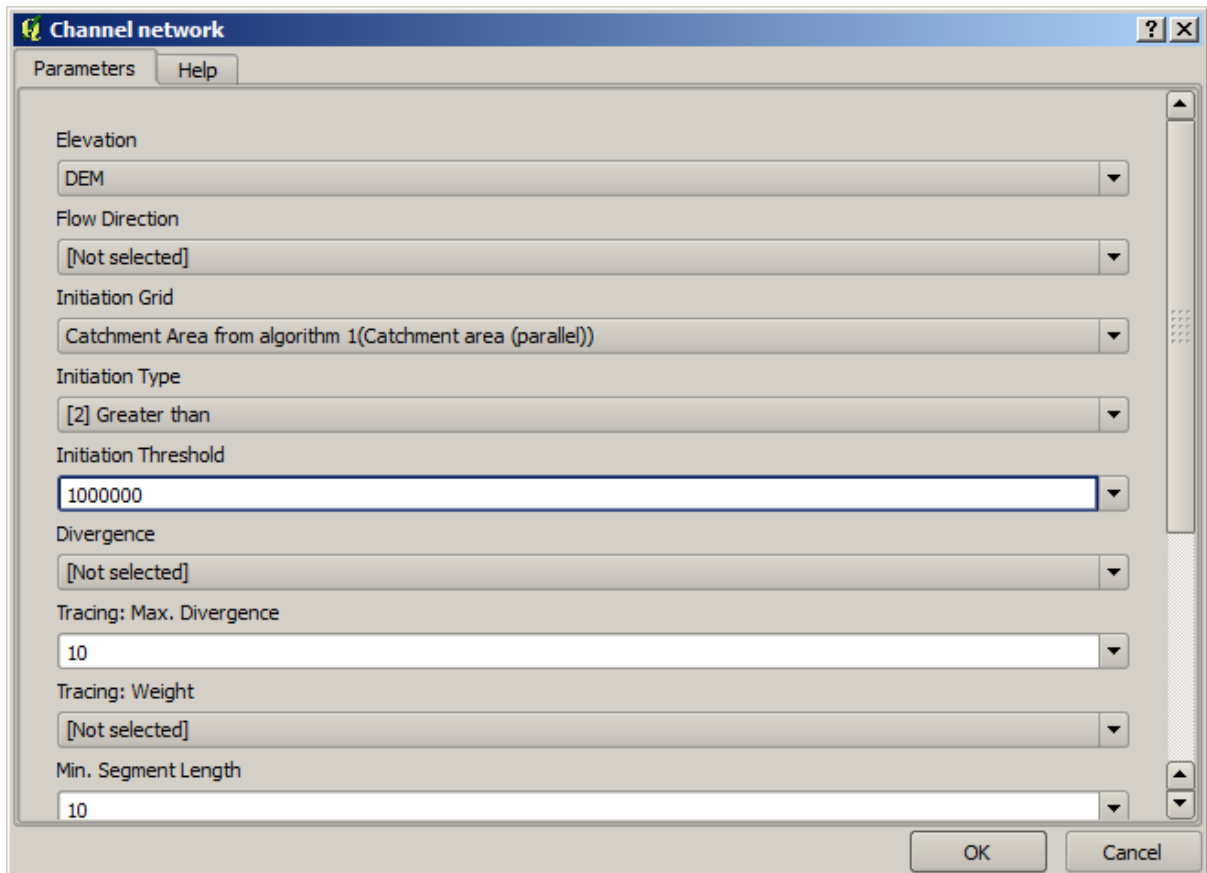 Channel network
Parameters Help
Elevation
DEM
Flow Direction
[Not selected]
Initiation Grid
Catchment Area from algorithm 1(Catchment area (parallel))
Initiation Type
[2] Greater than
Initiation Threshold
1000000
Divergence
[Not selected]
Tracing: Max. Divergence
10
Tracing: Weight
[Not selected]
Min. Segment Length
10
OK Cancel